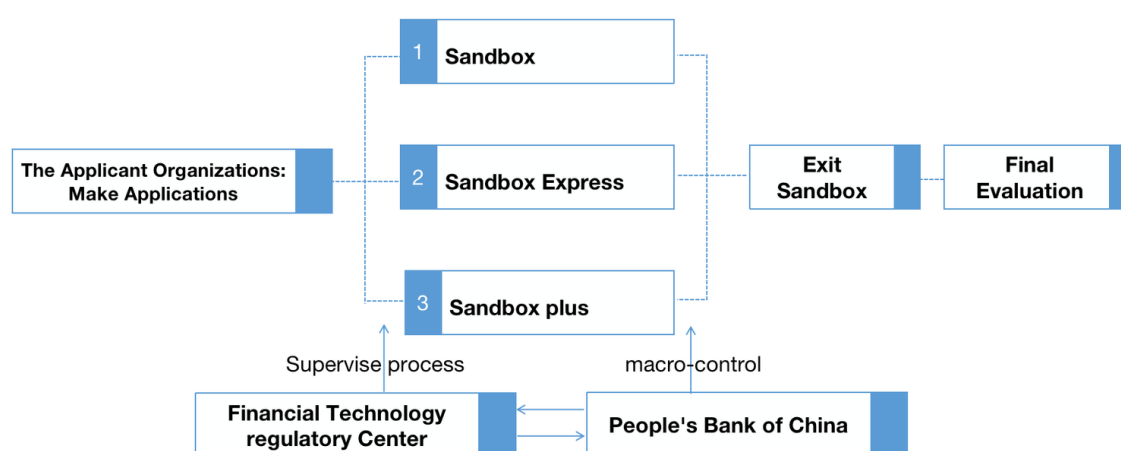 1 Sandbox
The Applicant Organizations:
Make Applications
2 Sandbox Express
Exit
Sandbox
Final
Evaluation
3 Sandbox plus
Supervise process
macro-control
Financial Technology
regulatory Center
People's Bank of China